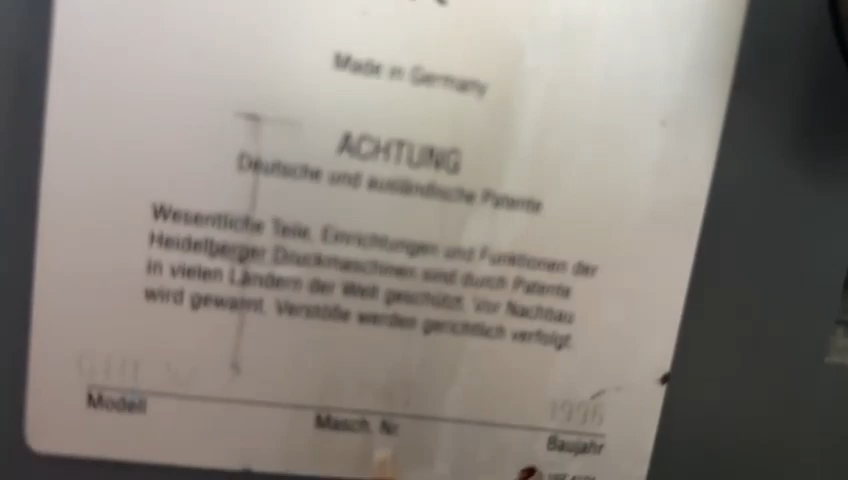 Made in Germany
ACHTUNG
Deutsche und ausländische Patente
Wesentliche Teile, Einrichtungen und Funktionen der
Heidelberger Druckmaschinen sind durch Patente
in vielen Ländern der Welt geschützt. Vor Nachbau
wird gewarnt. Verstöße werden gerichtlich verfolgt.
1996
Modell
Masch. Nr.
Baujahr